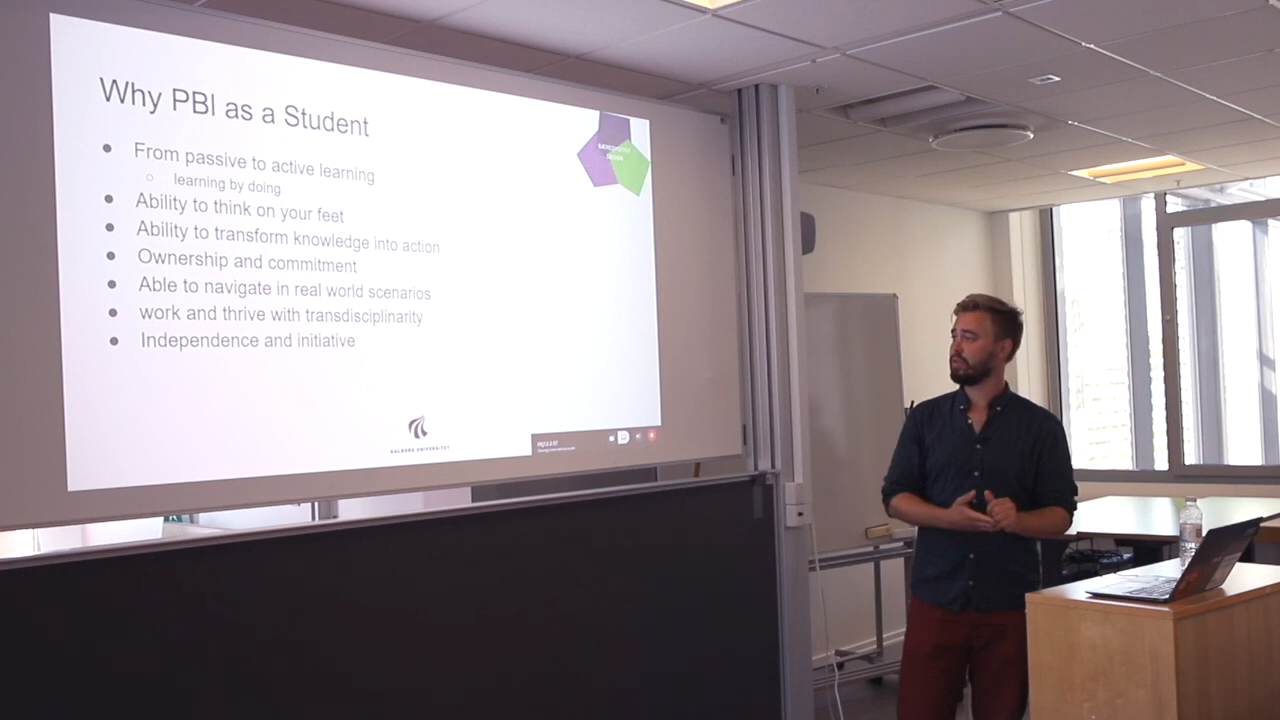 Why PBl as a Student
From passive to active learning
learning by doing
Ability to think on your feet
Ability to transform knowledge into action
Ownership and commitment
Able to navigate in real world scenarios
work and thrive with transdisciplinarity
Independence and initiative
AALBORG UNIVERSITET